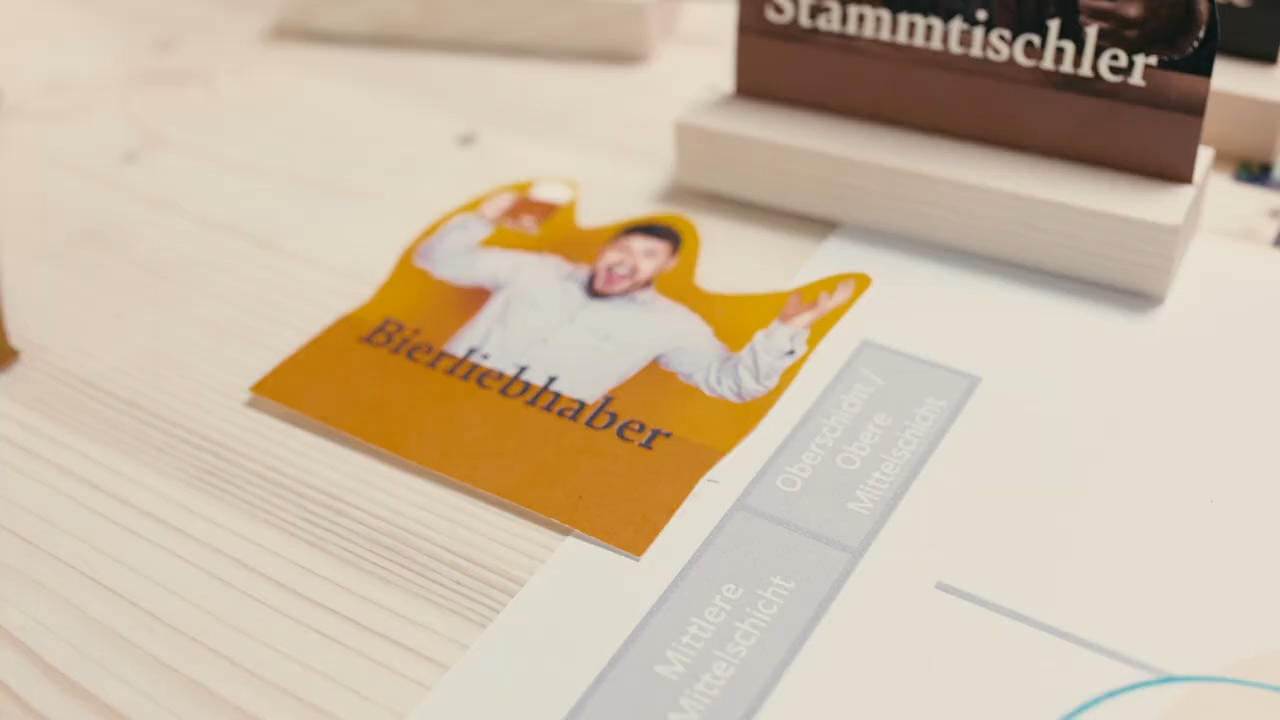 Stammtischler
Bierliebhaber
Oberschicht /
Obere
Mittelschicht
Mittlere
Mittelschicht